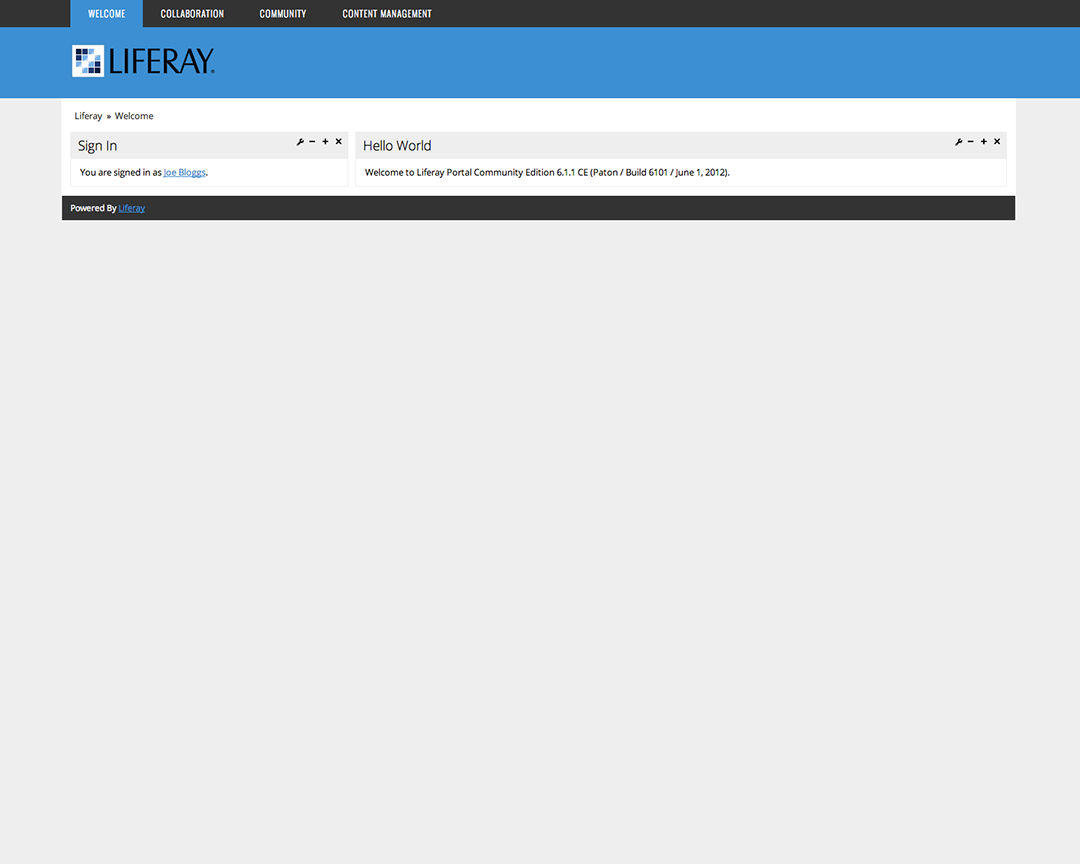 WELCOME COLLABORATION COMMUNITY CONTENT MANAGEMENT
LIFERAY.
Liferay » Welcome
Sign In
You are signed in as Joe Bloggs.
Hello World
Welcome to Liferay Portal Community Edition 6.1.1 CE (Paton / Build 6101 / June 1, 2012).
Powered By Liferay